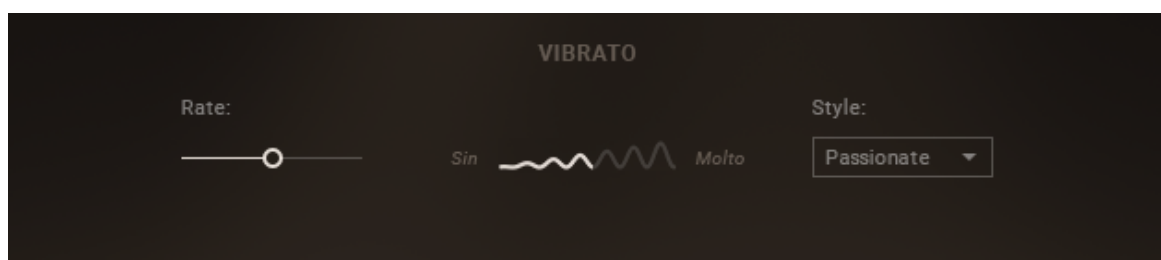 VIBRATO
Rate:
Style:
Sin
Molto
Passionate